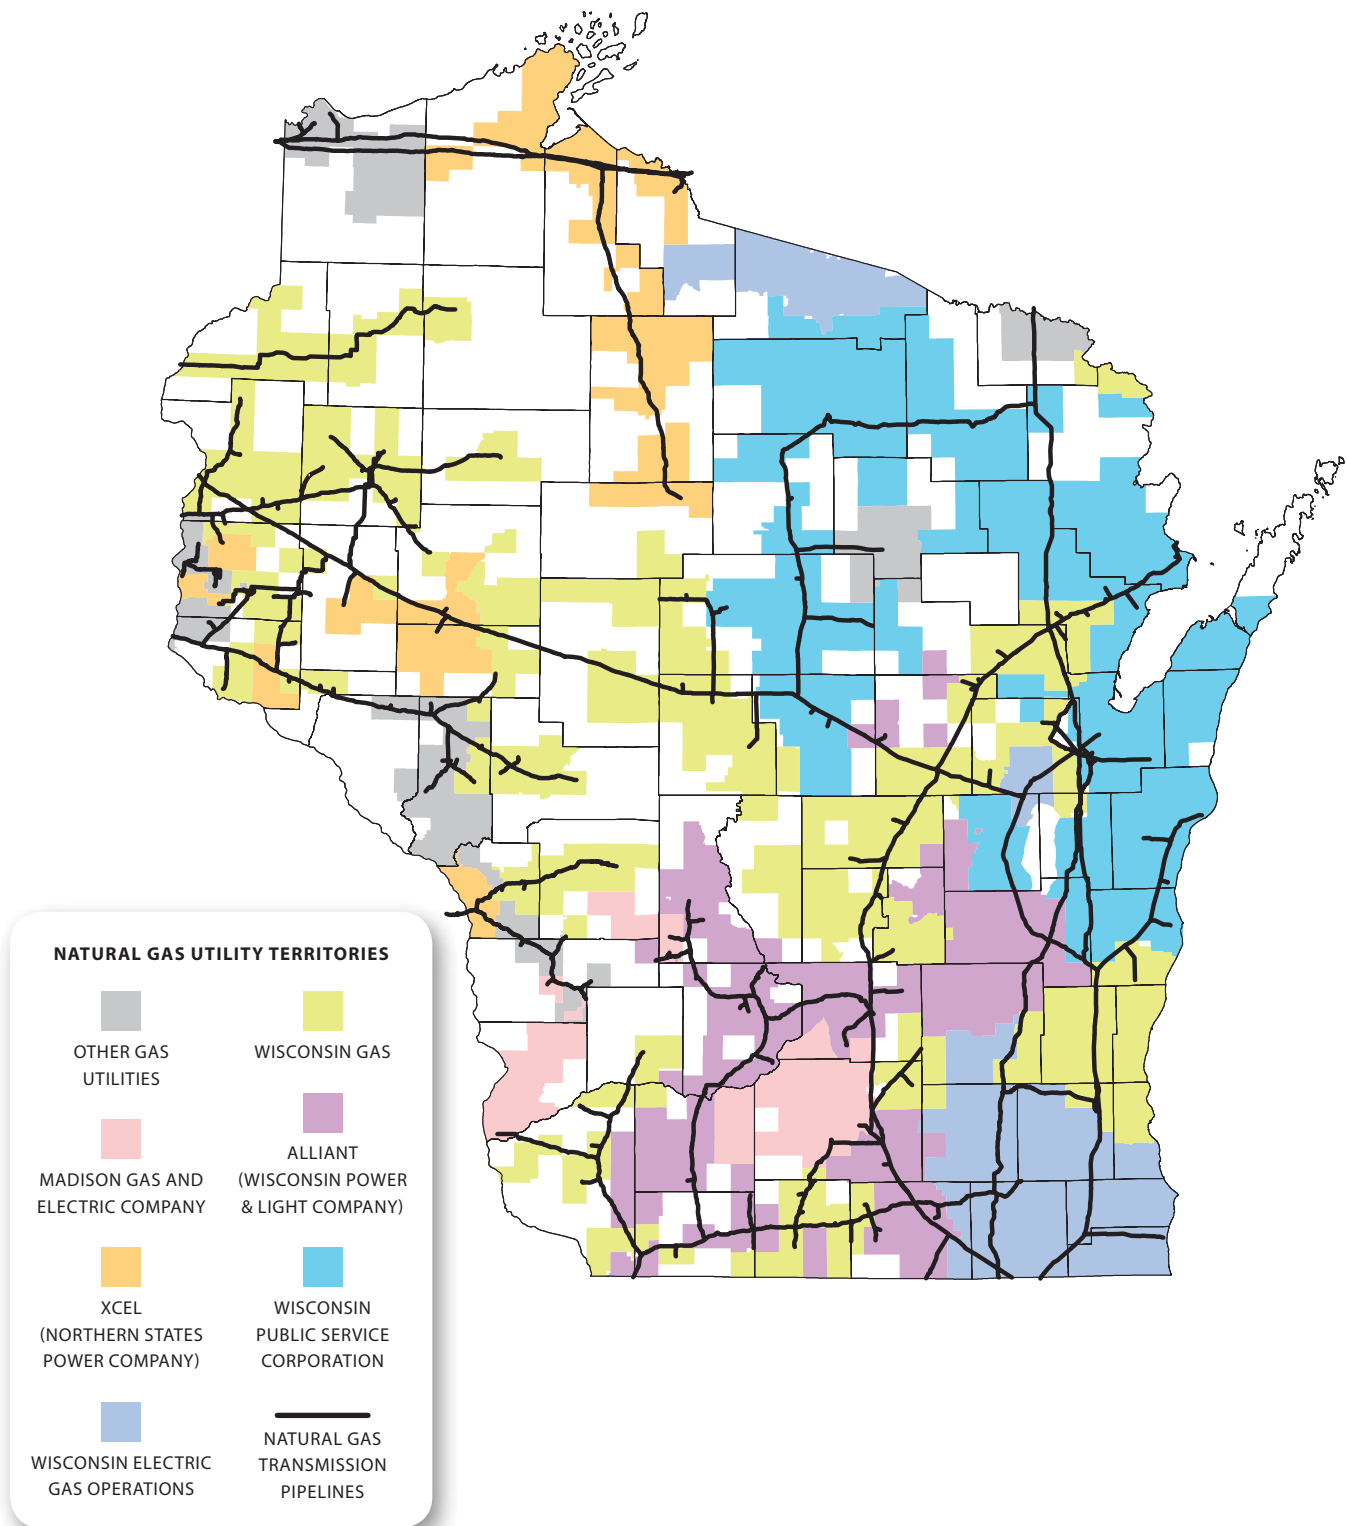 NATURAL GAS UTILITY TERRITORIES
OTHER GAS
UTILITIES
WISCONSIN GAS
MADISON GAS AND
ELECTRIC COMPANY
ALLIANT
(WISCONSIN POWER
& LIGHT COMPANY)
XCEL
(NORTHERN STATES
POWER COMPANY)
WISCONSIN
PUBLIC SERVICE
CORPORATION
WISCONSIN ELECTRIC
GAS OPERATIONS
NATURAL GAS
TRANSMISSION
PIPELINES